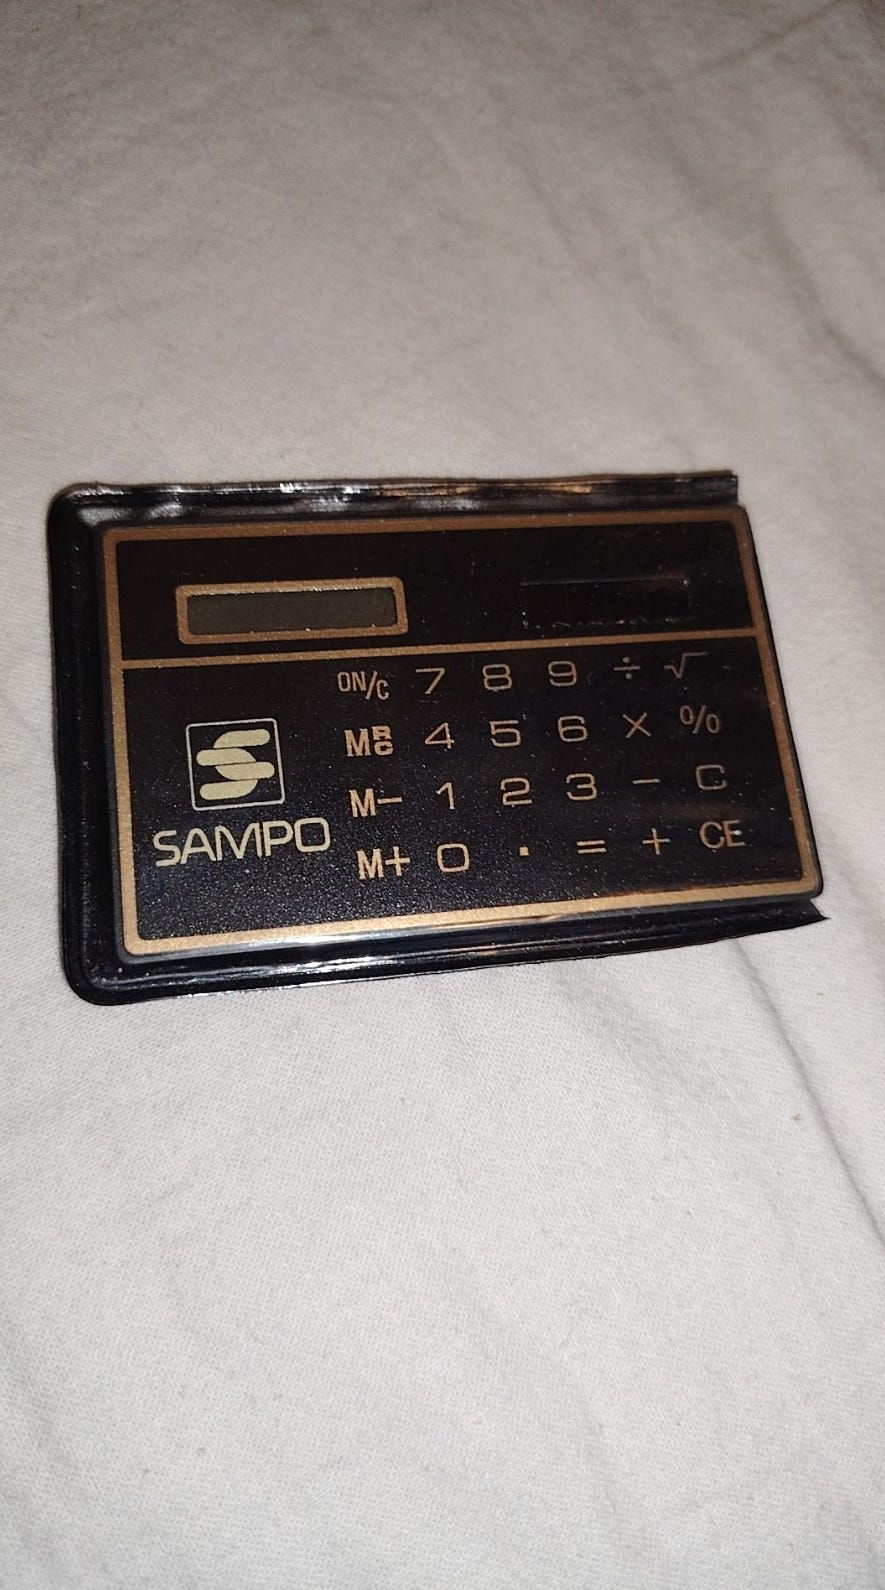 ON/C 7 8 9 ÷ √
MRC 4 5 6 × %
M− 1 2 3 − C
M+ 0 · = + CE
SAMPO